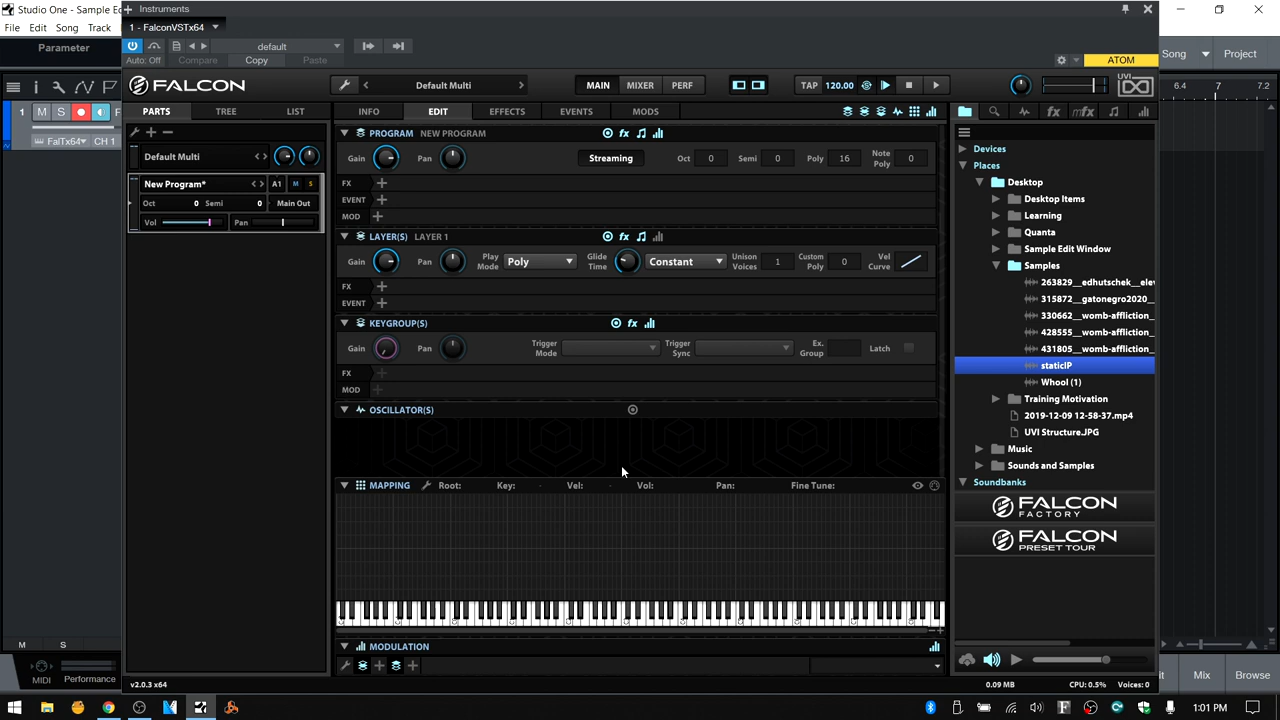 Studio One - Sample Ed
Instruments
File Edit Song Track
1 - FalconVSTx64
Parameter
default
Auto: Off Compare Copy Paste
ATOM
Song Project
FALCON
Default Multi
MAIN MIXER PERF
TAP 120.00
UVI
6.4 7 7.2
PARTS TREE LIST
INFO EDIT EFFECTS EVENTS MODS
1 M S F
FalTx64 CH 1
Default Multi
New Program* A1 M S
Oct 0 Semi 0 Main Out
Vol Pan
PROGRAM NEW PROGRAM
Gain Pan Streaming Oct 0 Semi 0 Poly 16 Note Poly 0
FX
EVENT
MOD
LAYER(S) LAYER 1
Gain Pan Play Mode Poly Glide Time Constant Unison Voices 1 Custom Poly 0 Vel Curve
FX
EVENT
KEYGROUP(S)
Gain Pan Trigger Mode Trigger Sync Ex. Group Latch
FX
MOD
OSCILLATOR(S)
MAPPING Root: Key: - Vel: - Vol: Pan: Fine Tune:
MODULATION
Devices
Places
Desktop
Desktop Items
Learning
Quanta
Sample Edit Window
Samples
263829__edhutschek__ele
315872__gatonegro2020__
330662__womb-affliction_
428555__womb-affliction_
431805__womb-affliction_
staticIP
Whool (1)
Training Motivation
2019-12-09 12-58-37.mp4
UVI Structure.JPG
Music
Sounds and Samples
Soundbanks
FALCON
FACTORY
FALCON
PRESET TOUR
M S
MIDI Performance
it Mix Browse
v2.0.3 x64
0.09 MB CPU: 0.5% Voices: 0
1:01 PM